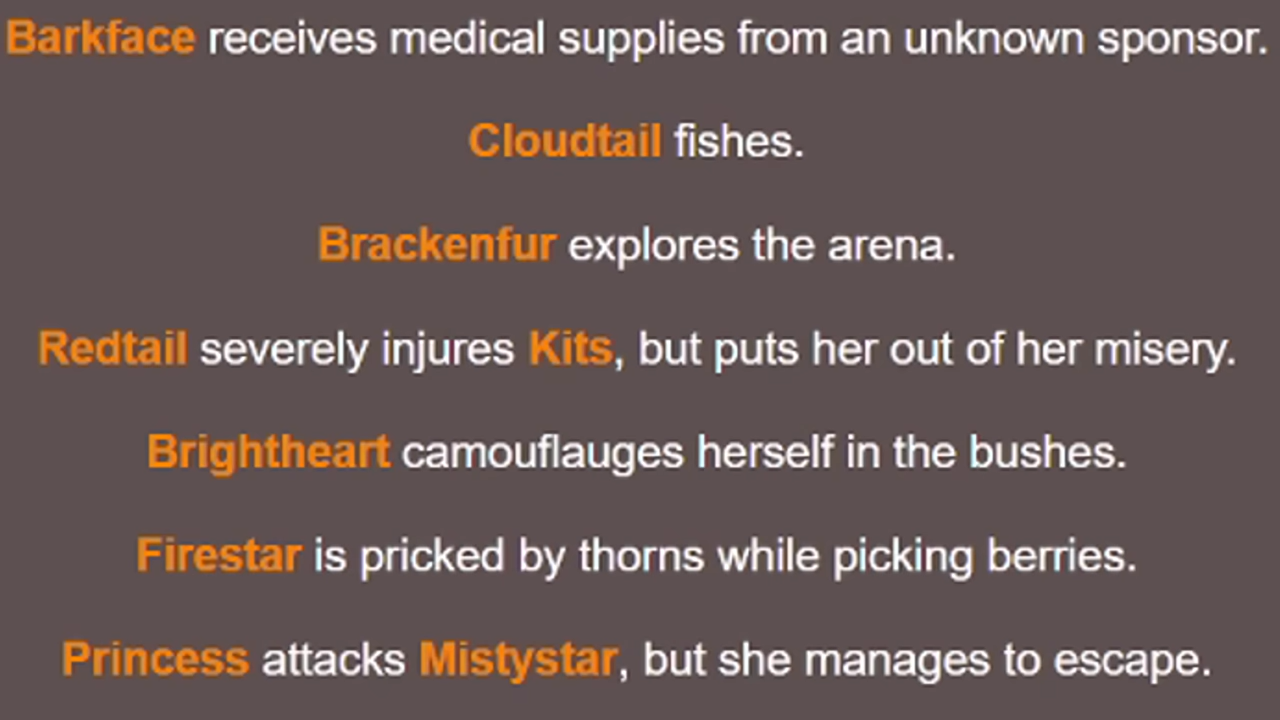 Barkface receives medical supplies from an unknown sponsor.
Cloudtail fishes.
Brackenfur explores the arena.
Redtail severely injures Kits, but puts her out of her misery.
Brightheart camouflauges herself in the bushes.
Firestar is pricked by thorns while picking berries.
Princess attacks Mistystar, but she manages to escape.